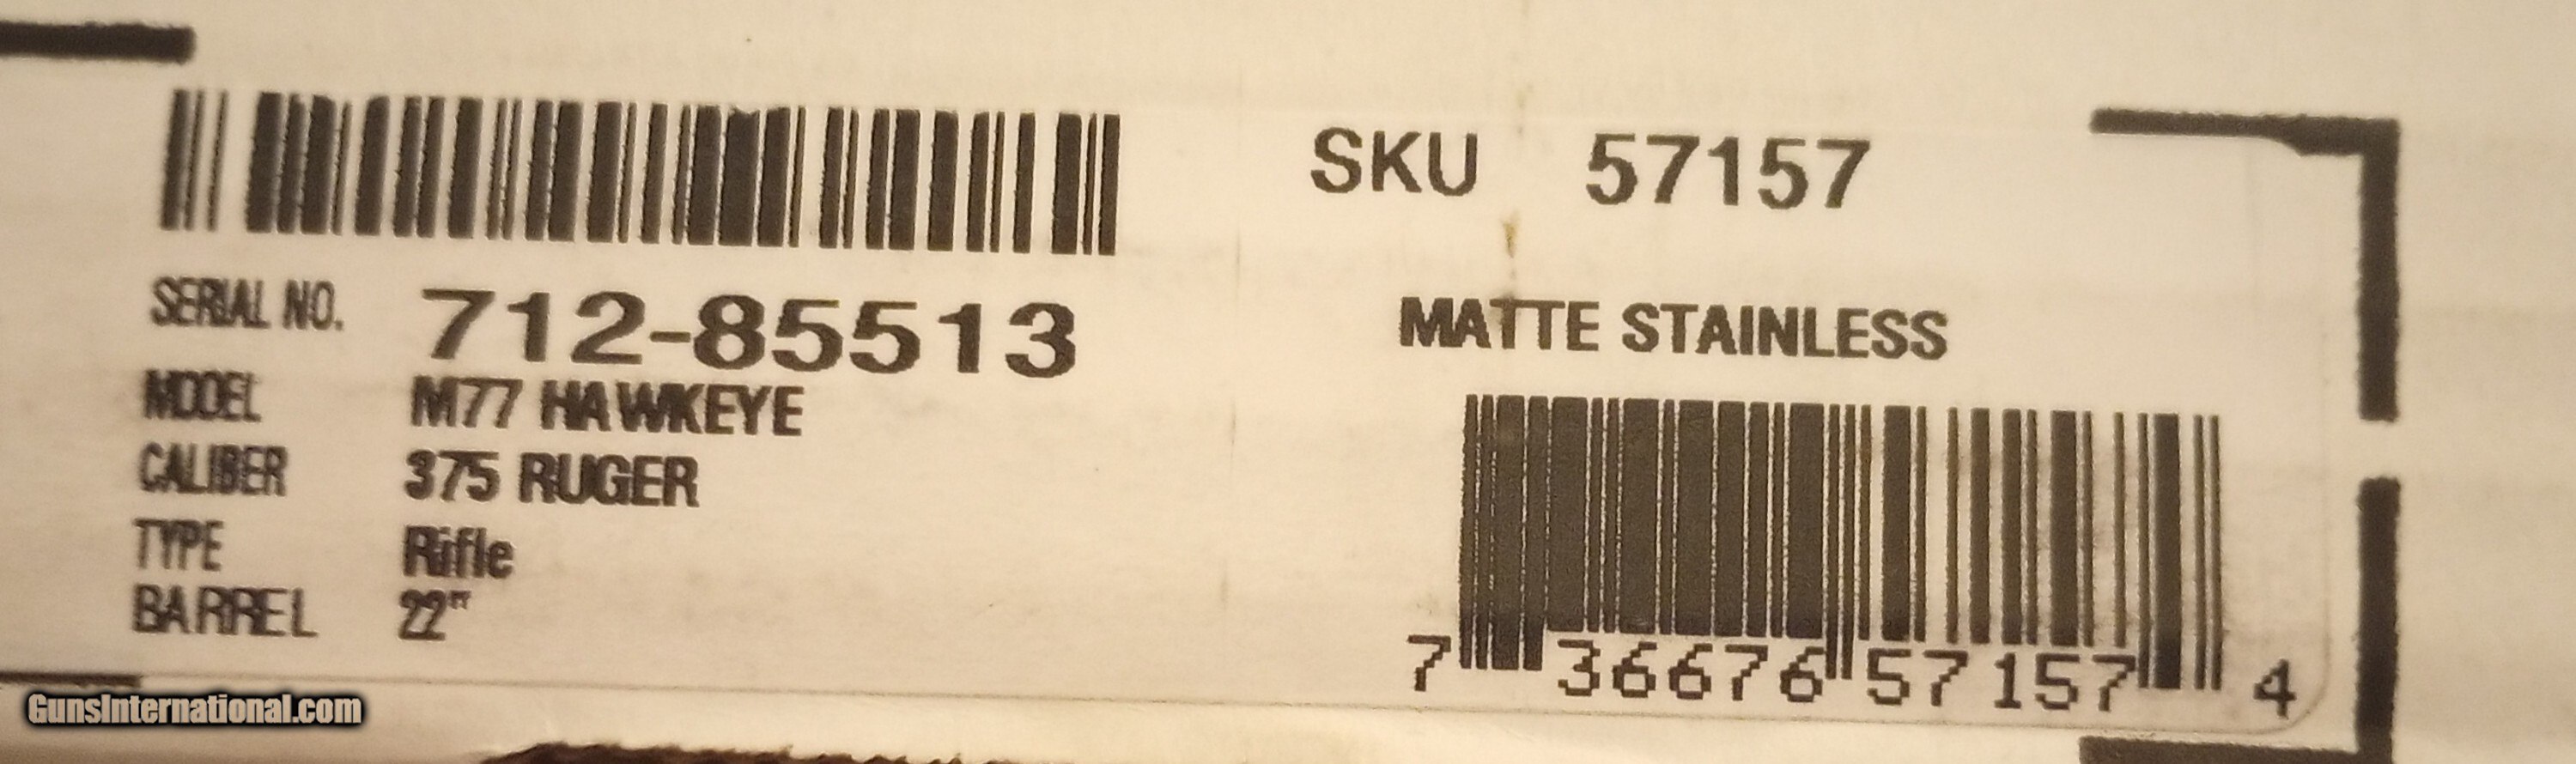 SKU 57157
SERIAL NO. 712-85513
MATTE STAINLESS
MODEL M77 HAWKEYE
CALIBER 375 RUGER
TYPE Rifle
BARREL 22"
7 36676 57157 4
GunsInternational.com